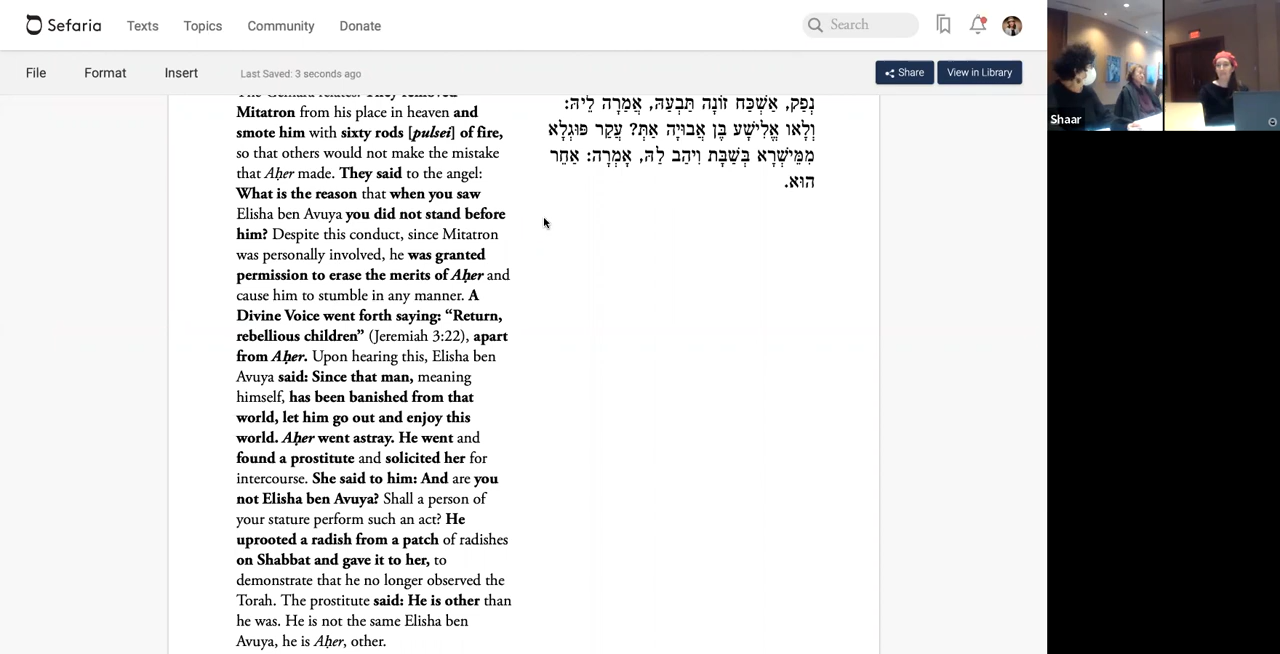 Sefaria
Texts
Topics
Community
Donate
Search
File
Format
Insert
Last Saved: 3 seconds ago
Share
View in Library
The Gemara relates: They removed
Mitatron from his place in heaven and
smote him with sixty rods [pulsei] of fire,
so that others would not make the mistake
that Aḥer made. They said to the angel:
What is the reason that when you saw
Elisha ben Avuya you did not stand before
him? Despite this conduct, since Mitatron
was personally involved, he was granted
permission to erase the merits of Aḥer and
cause him to stumble in any manner. A
Divine Voice went forth saying: “Return,
rebellious children” (Jeremiah 3:22), apart
from Aḥer. Upon hearing this, Elisha ben
Avuya said: Since that man, meaning
himself, has been banished from that
world, let him go out and enjoy this
world. Aḥer went astray. He went and
found a prostitute and solicited her for
intercourse. She said to him: And are you
not Elisha ben Avuya? Shall a person of
your stature perform such an act? He
uprooted a radish from a patch of radishes
on Shabbat and gave it to her, to
demonstrate that he no longer observed the
Torah. The prostitute said: He is other than
he was. He is not the same Elisha ben
Avuya, he is Aḥer, other.
נְפַק, אַשְׁכַּח זוֹנָה תַּבְעַהּ, אֲמַרָה לֵיהּ:
וְלָאו אֱלִישָׁע בֶּן אֲבוּיָה אַתְּ? עֲקַר פּוּגְלָא
מִמֵּישְׁרָא בְּשַׁבָּת וִיהַב לַהּ, אָמְרָה: אַחֵר
הוּא.
Shaar